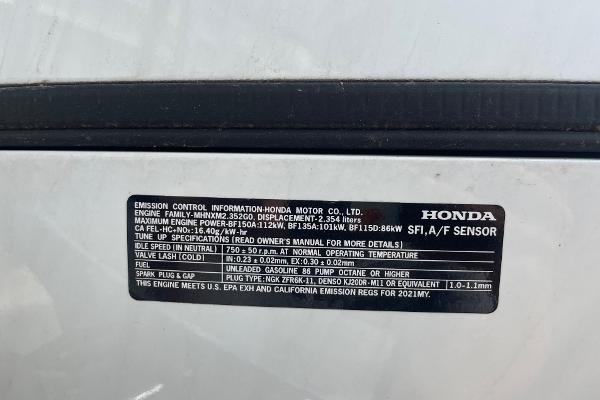 EMISSION CONTROL INFORMATION-HONDA MOTOR CO., LTD.
ENGINE FAMILY-MHNXM2.352G0, DISPLACEMENT-2.354 liters
MAXIMUM ENGINE POWER-BF150A:112kW, BF135A:101kW, BF115D:86kW
CA FEL-HC+NOx:16.40g/kW-hr
HONDA
SFI,A/F SENSOR
TUNE UP SPECIFICATIONS (READ OWNER'S MANUAL FOR MORE DETAILS)
IDLE SPEED (IN NEUTRAL) 750 ± 50 r.p.m. AT NORMAL OPERATING TEMPERATURE
VALVE LASH (COLD) IN:0.23 ± 0.02mm, EX:0.30 ± 0.02mm
FUEL UNLEADED GASOLINE 86 PUMP OCTANE OR HIGHER
SPARK PLUG & GAP PLUG TYPE:NGK ZFR6K-11, DENSO KJ20DR-M11 OR EQUIVALENT 1.0-1.1mm
THIS ENGINE MEETS U.S. EPA EXH AND CALIFORNIA EMISSION REGS FOR 2021MY.